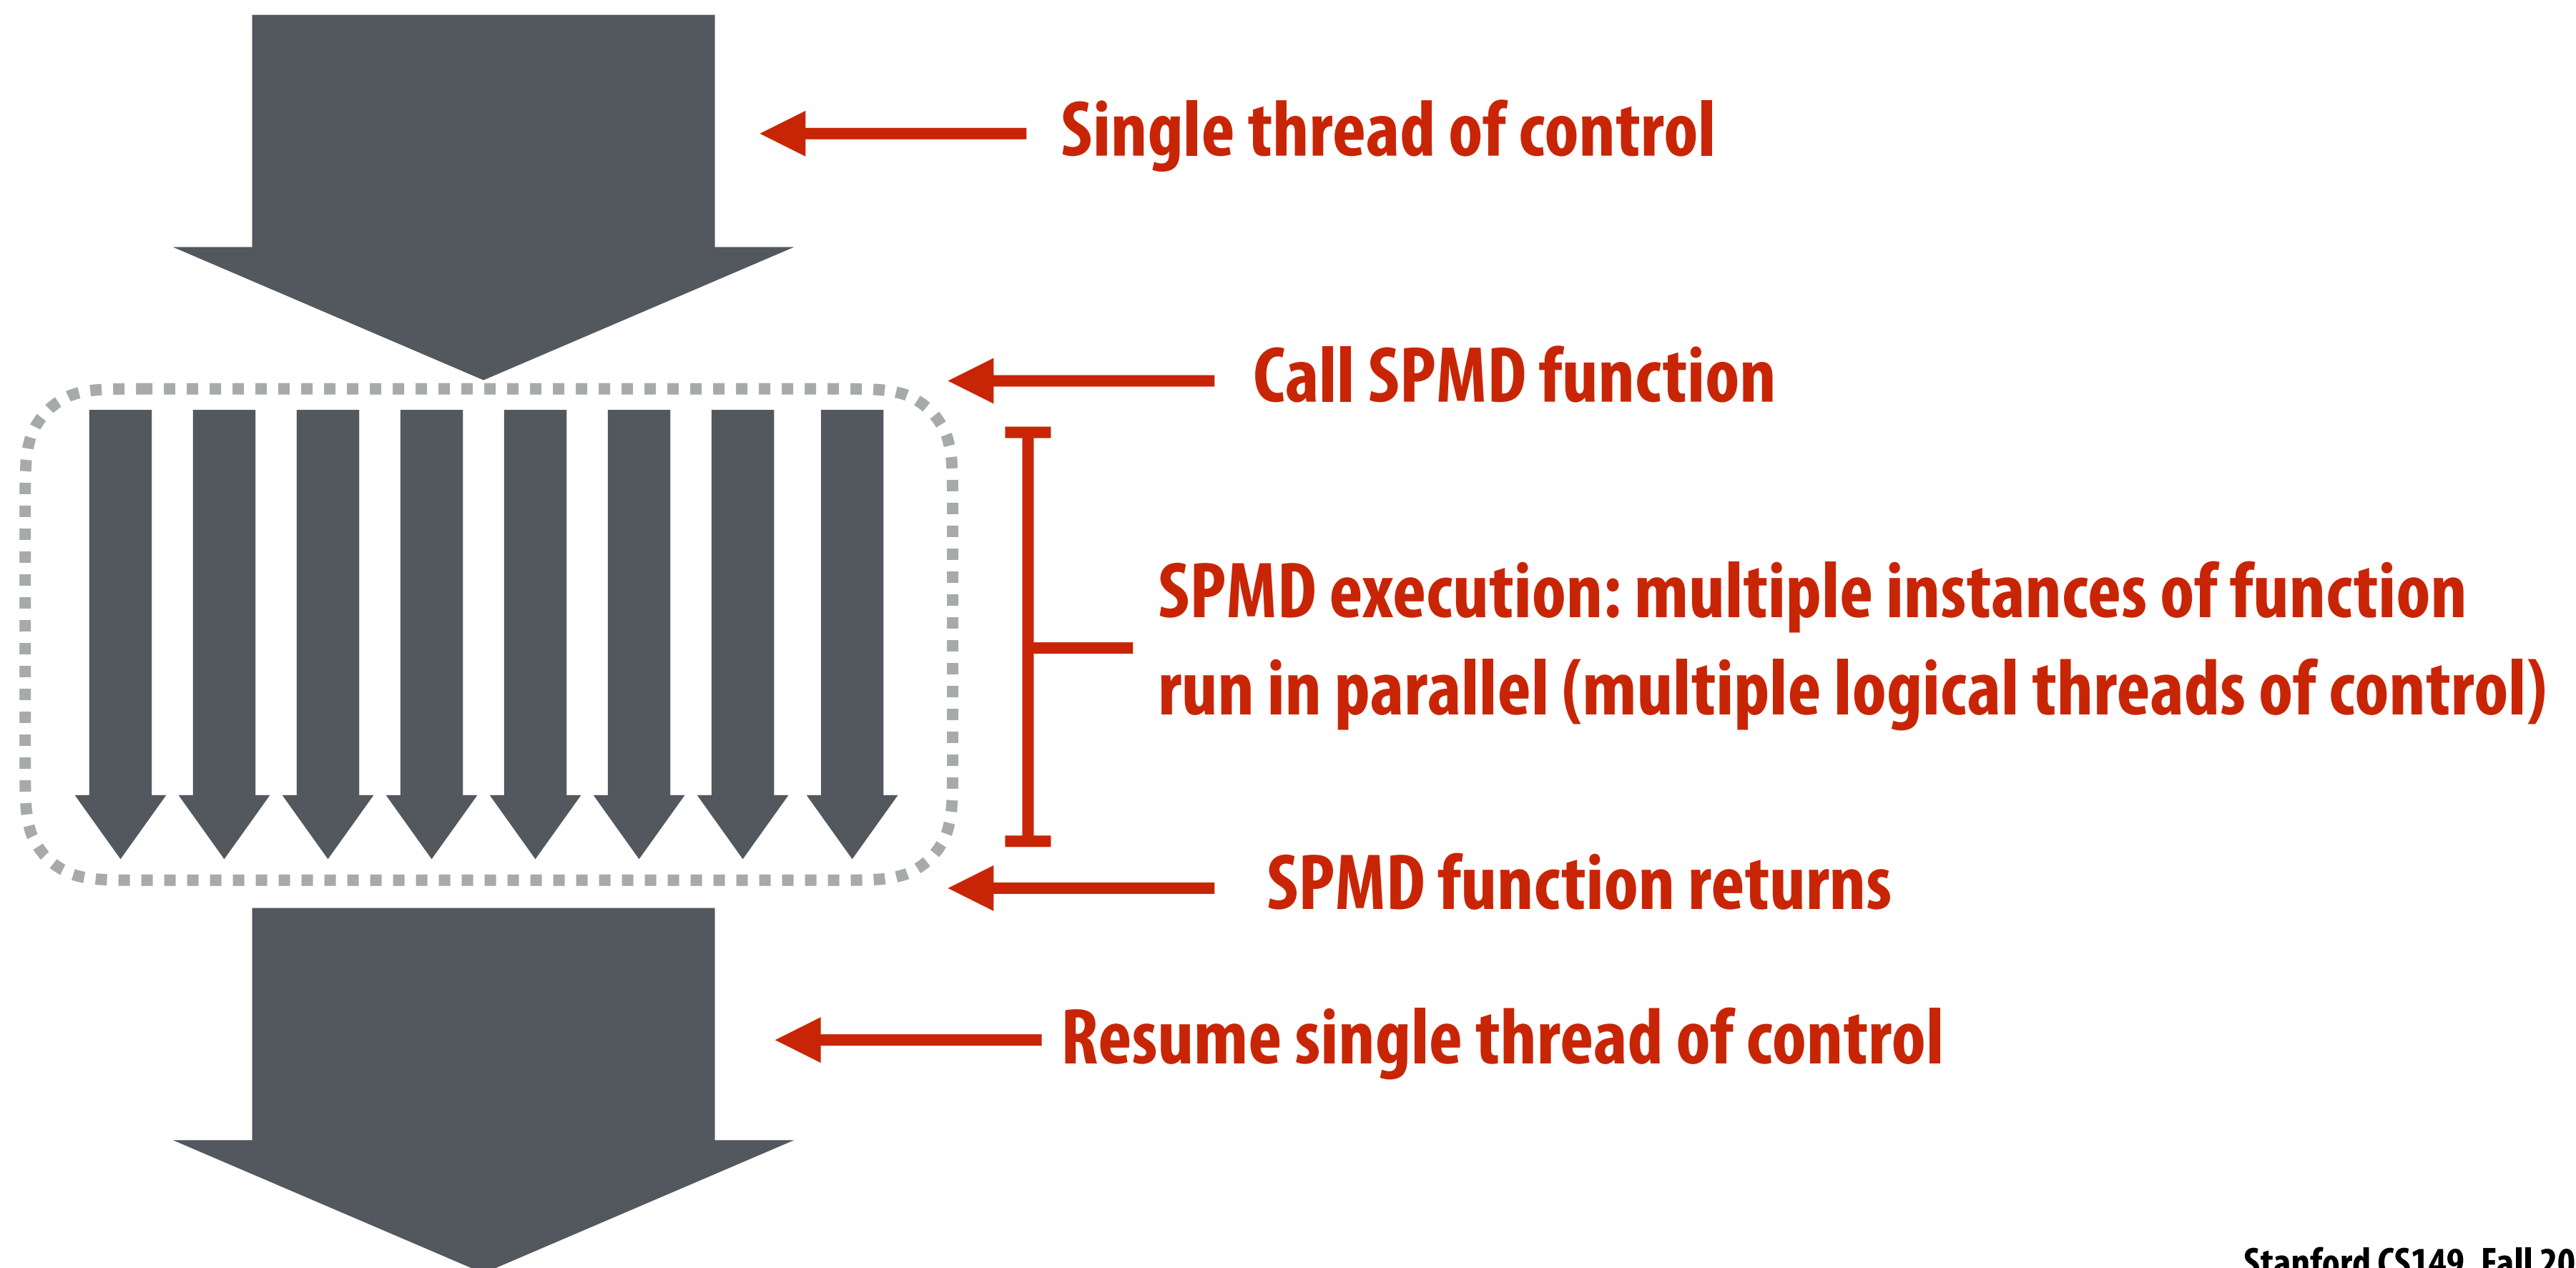 Single thread of control
Call SPMD function
SPMD execution: multiple instances of function
run in parallel (multiple logical threads of control)
SPMD function returns
Resume single thread of control
Stanford CS149, Fall 20